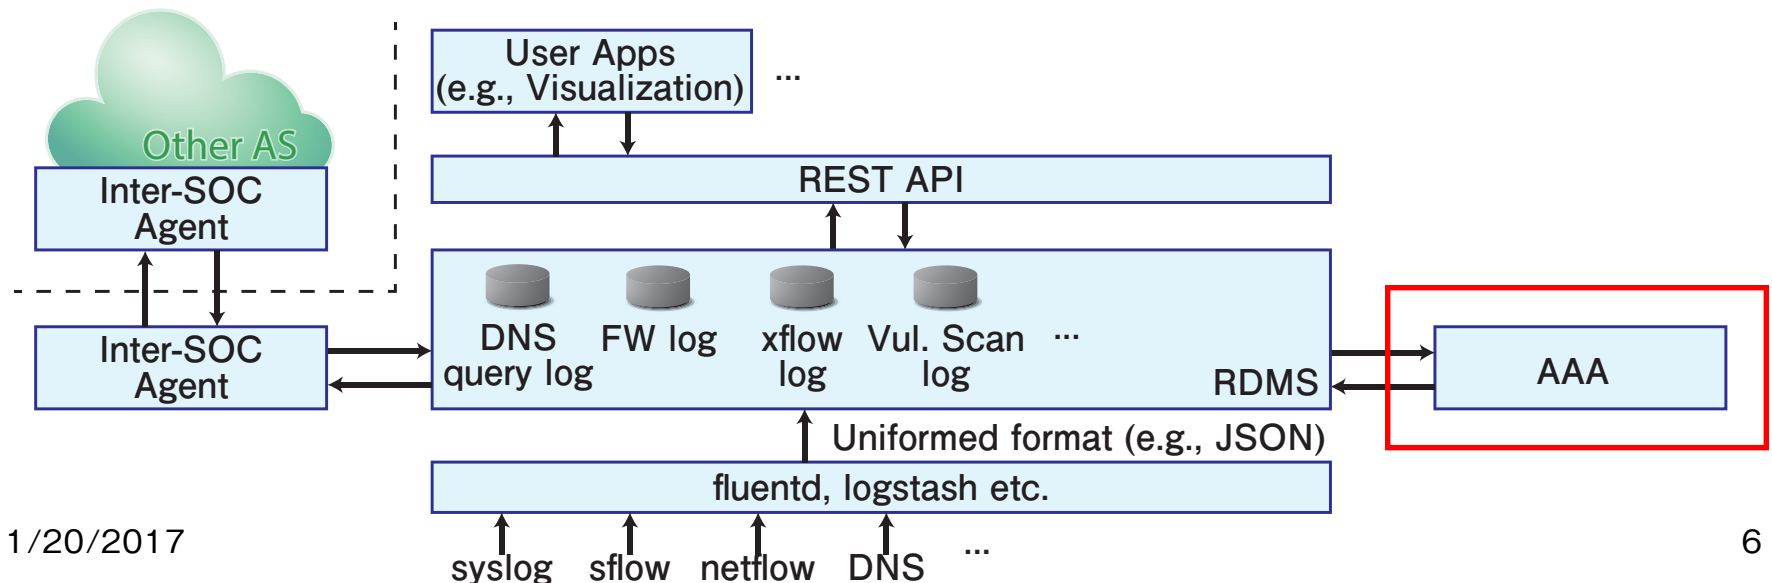 User Apps
(e.g., Visualization)
...
Other AS
Inter-SOC
Agent
REST API
DNS
query log
FW log
xflow
log
Vul. Scan
log
...
RDMS
Inter-SOC
Agent
AAA
Uniformed format (e.g., JSON)
fluentd, logstash etc.
syslog
sflow
netflow
DNS
...
1/20/2017
6